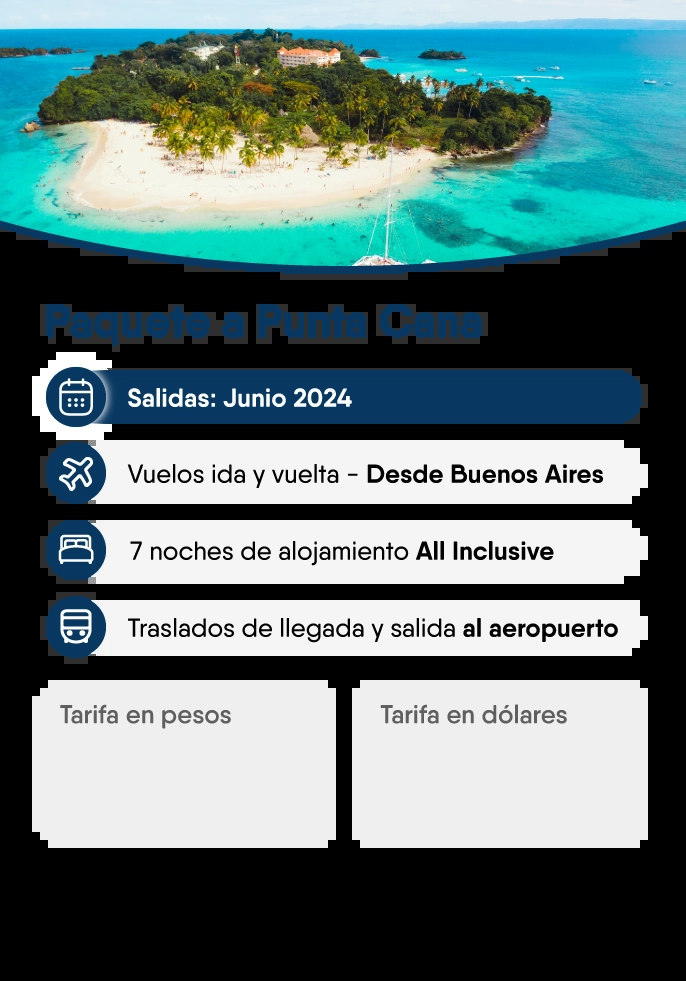 Paquete a Punta Cana
Salidas: Junio 2024
Vuelos ida y vuelta - Desde Buenos Aires
7 noches de alojamiento All Inclusive
Traslados de llegada y salida al aeropuerto
Tarifa en pesos
Tarifa en dólares